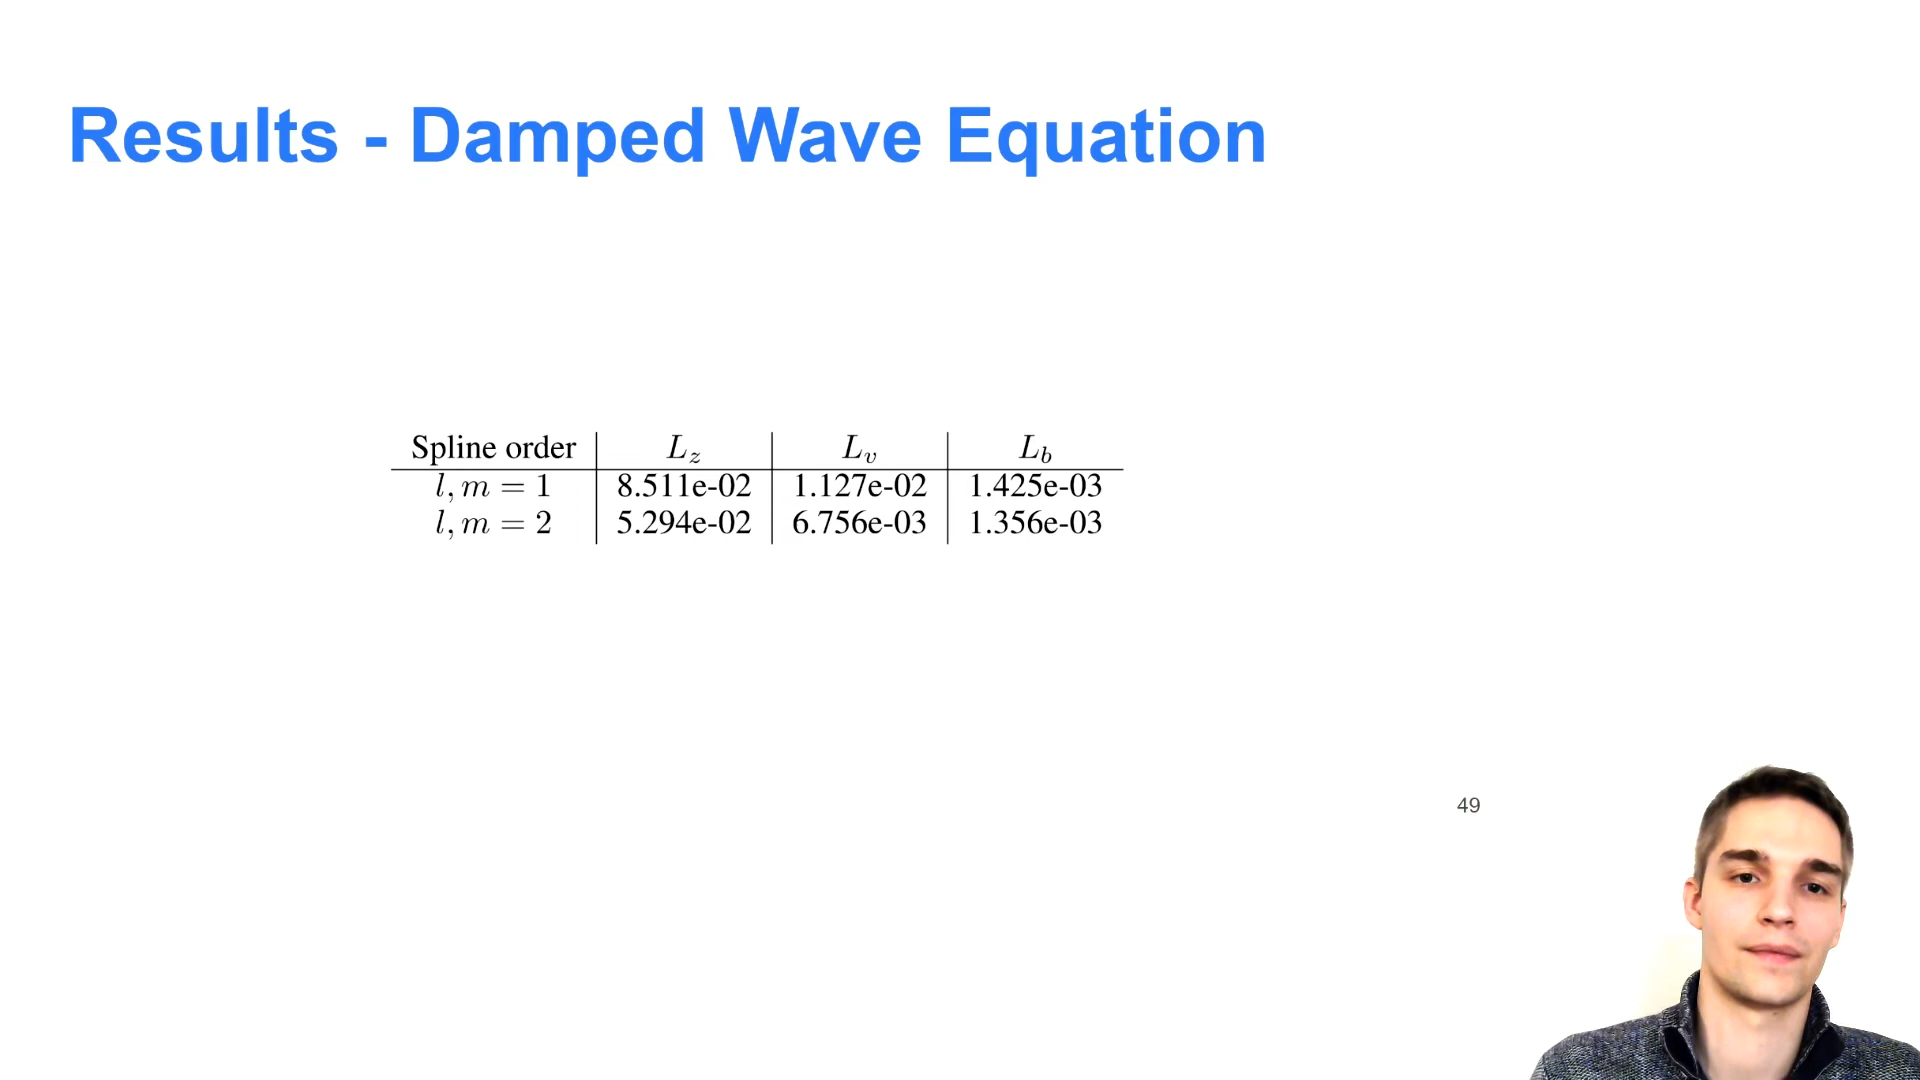 Results - Damped Wave Equation
Spline order L_z L_v L_b
l, m = 1 8.511e-02 1.127e-02 1.425e-03
l, m = 2 5.294e-02 6.756e-03 1.356e-03
49